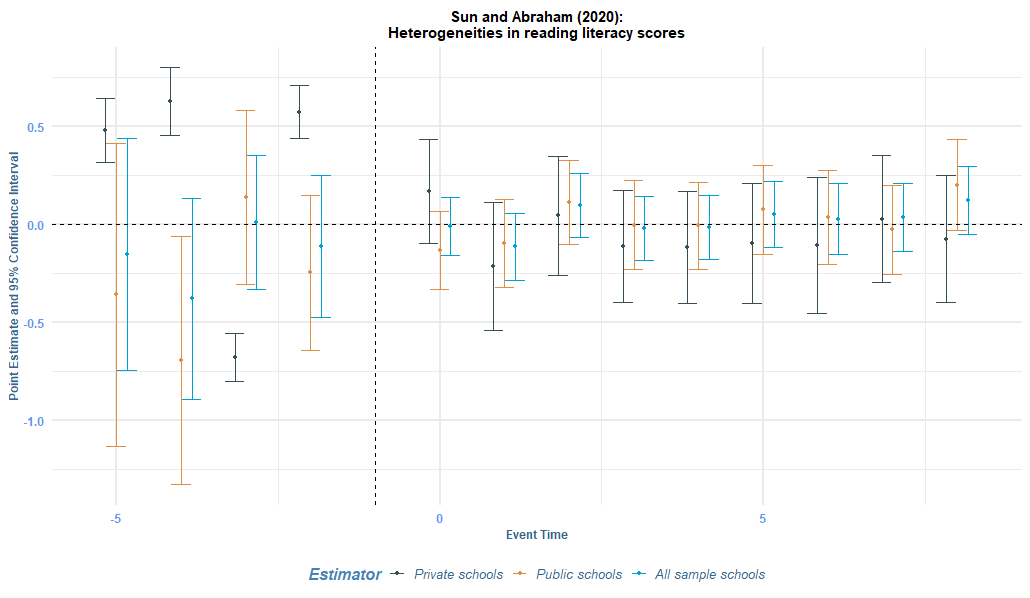 Sun and Abraham (2020):
Heterogeneities in reading literacy scores
Point Estimate and 95% Confidence Interval
0.5
0.0
-0.5
-1.0
-5
0
5
Event Time
Estimator Private schools Public schools All sample schools